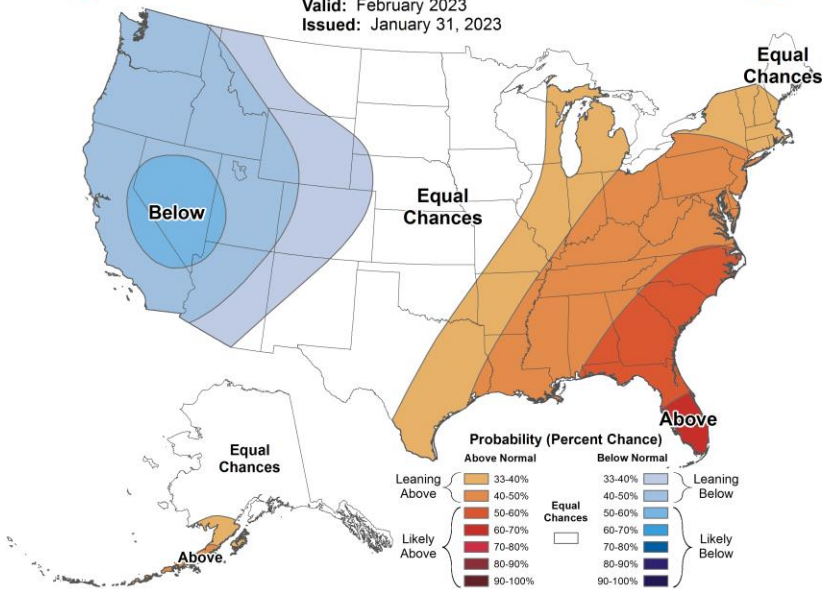 Valid: February 2023
Issued: January 31, 2023
Equal
Chances
Equal
Chances
Below
Above
Equal
Chances
Above
Probability (Percent Chance)
Above Normal
Below Normal
Leaning
Above
33-40%
40-50%
Likely
Above
50-60%
60-70%
70-80%
80-90%
90-100%
Equal
Chances
33-40%
40-50%
Leaning
Below
50-60%
60-70%
70-80%
80-90%
90-100%
Likely
Below